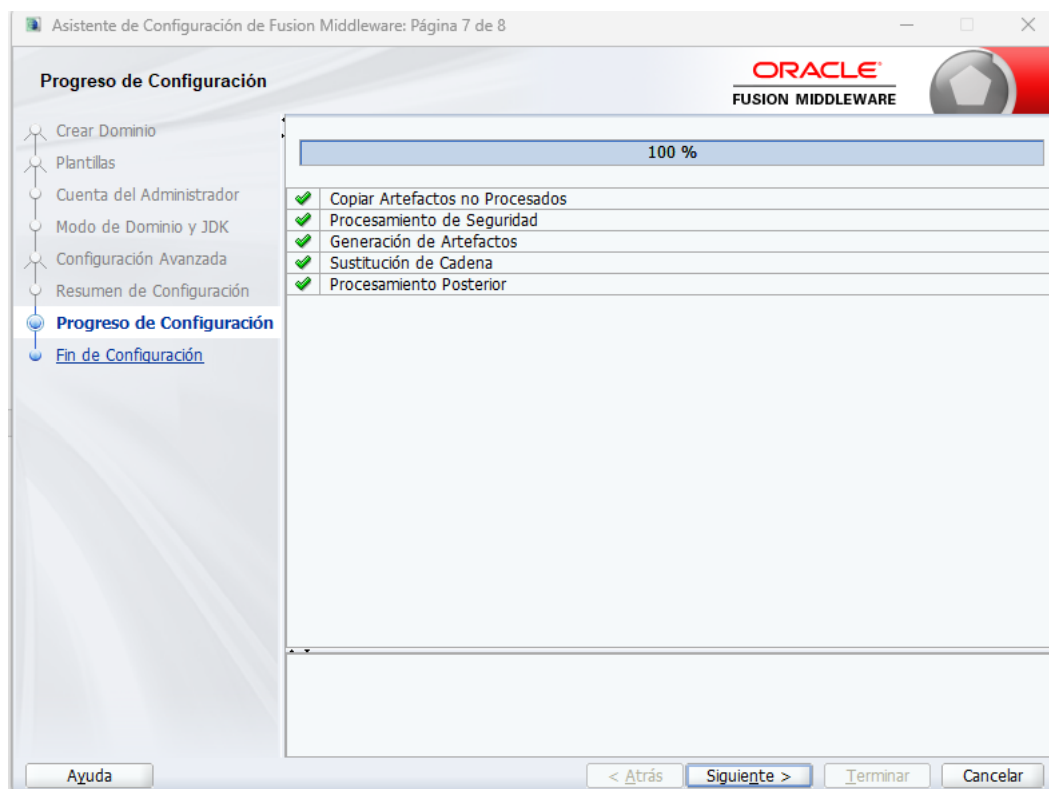 Asistente de Configuración de Fusion Middleware: Página 7 de 8
Progreso de Configuración
ORACLE
FUSION MIDDLEWARE
Crear Dominio
Plantillas
Cuenta del Administrador
Modo de Dominio y JDK
Configuración Avanzada
Resumen de Configuración
Progreso de Configuración
Fin de Configuración
100 %
Copiar Artefactos no Procesados
Procesamiento de Seguridad
Generación de Artefactos
Sustitución de Cadena
Procesamiento Posterior
Ayuda
< Atrás
Siguiente >
Terminar
Cancelar